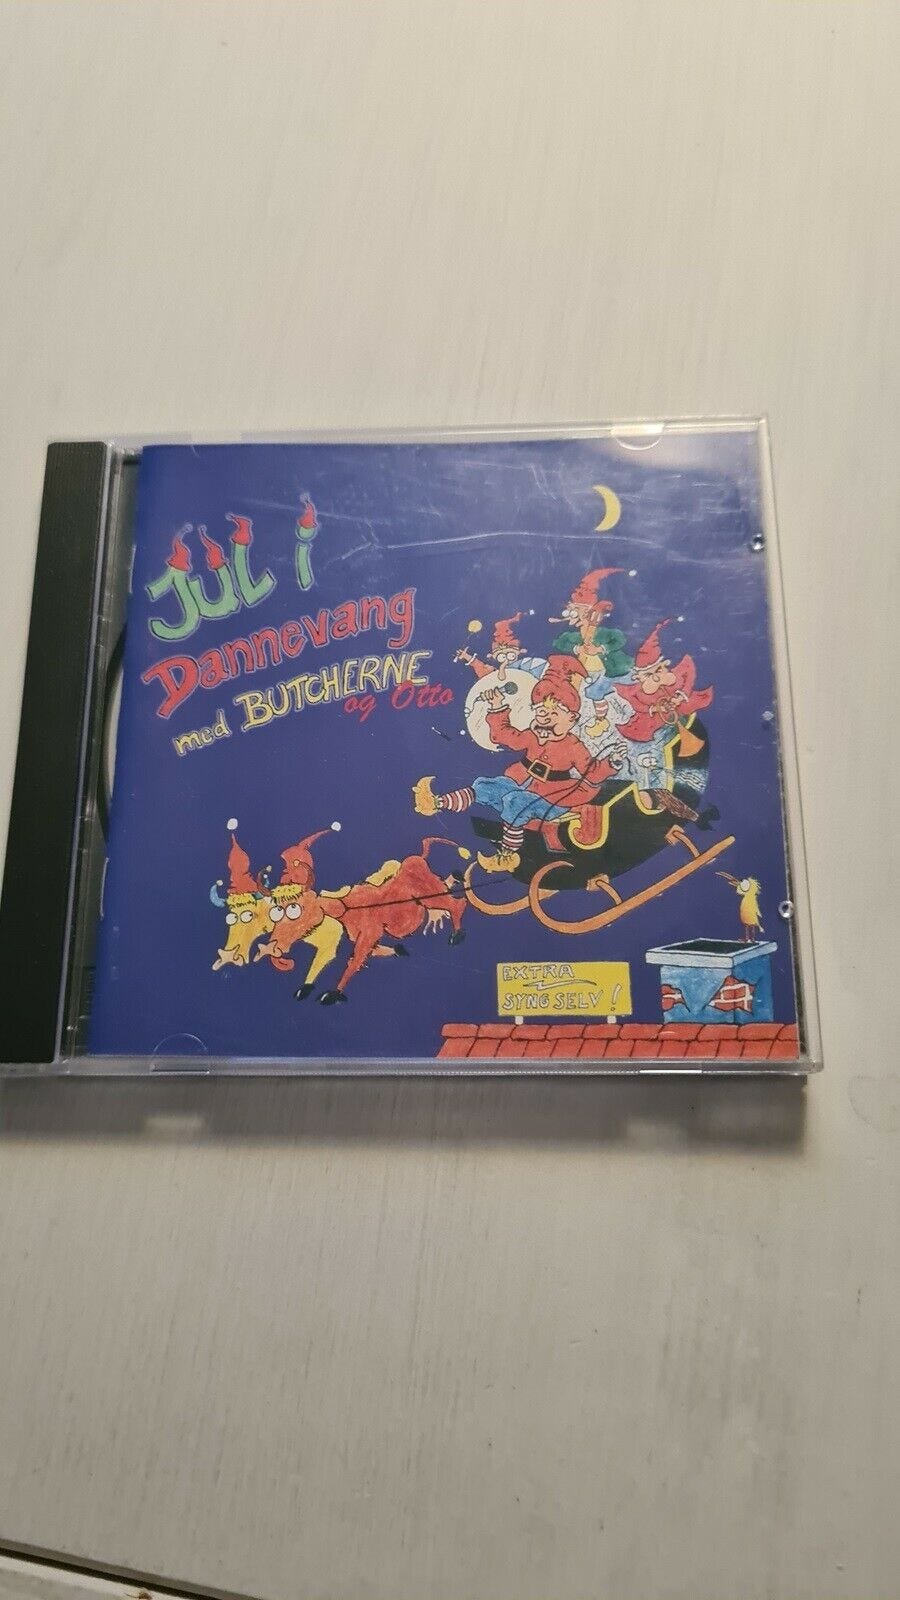 JUL i
Dannevang
med BUTCHERNE
og Otto
EXTRA
SYNG SELV!